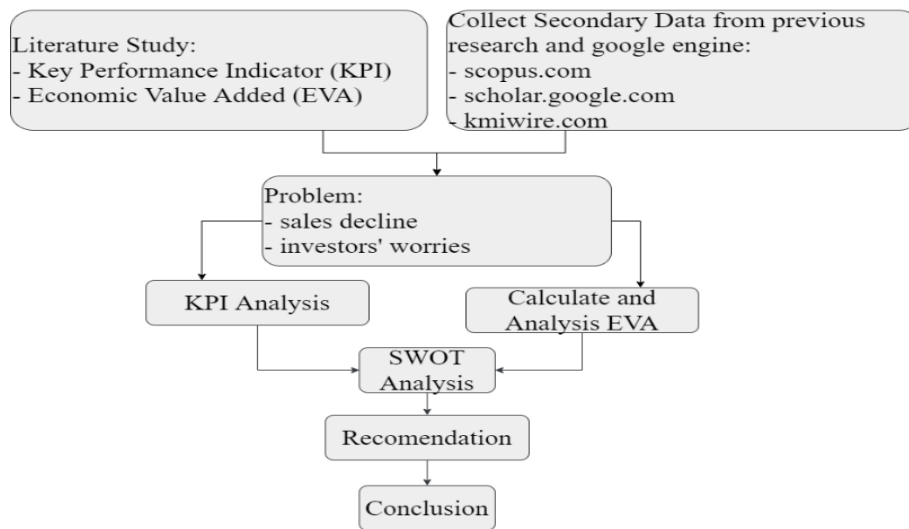 Literature Study:
- Key Performance Indicator (KPI)
- Economic Value Added (EVA)
Collect Secondary Data from previous
research and google engine:
- scopus.com
- scholar.google.com
- kmiwire.com
Problem:
- sales decline
- investors' worries
KPI Analysis
Calculate and
Analysis EVA
SWOT
Analysis
Recomendation
Conclusion